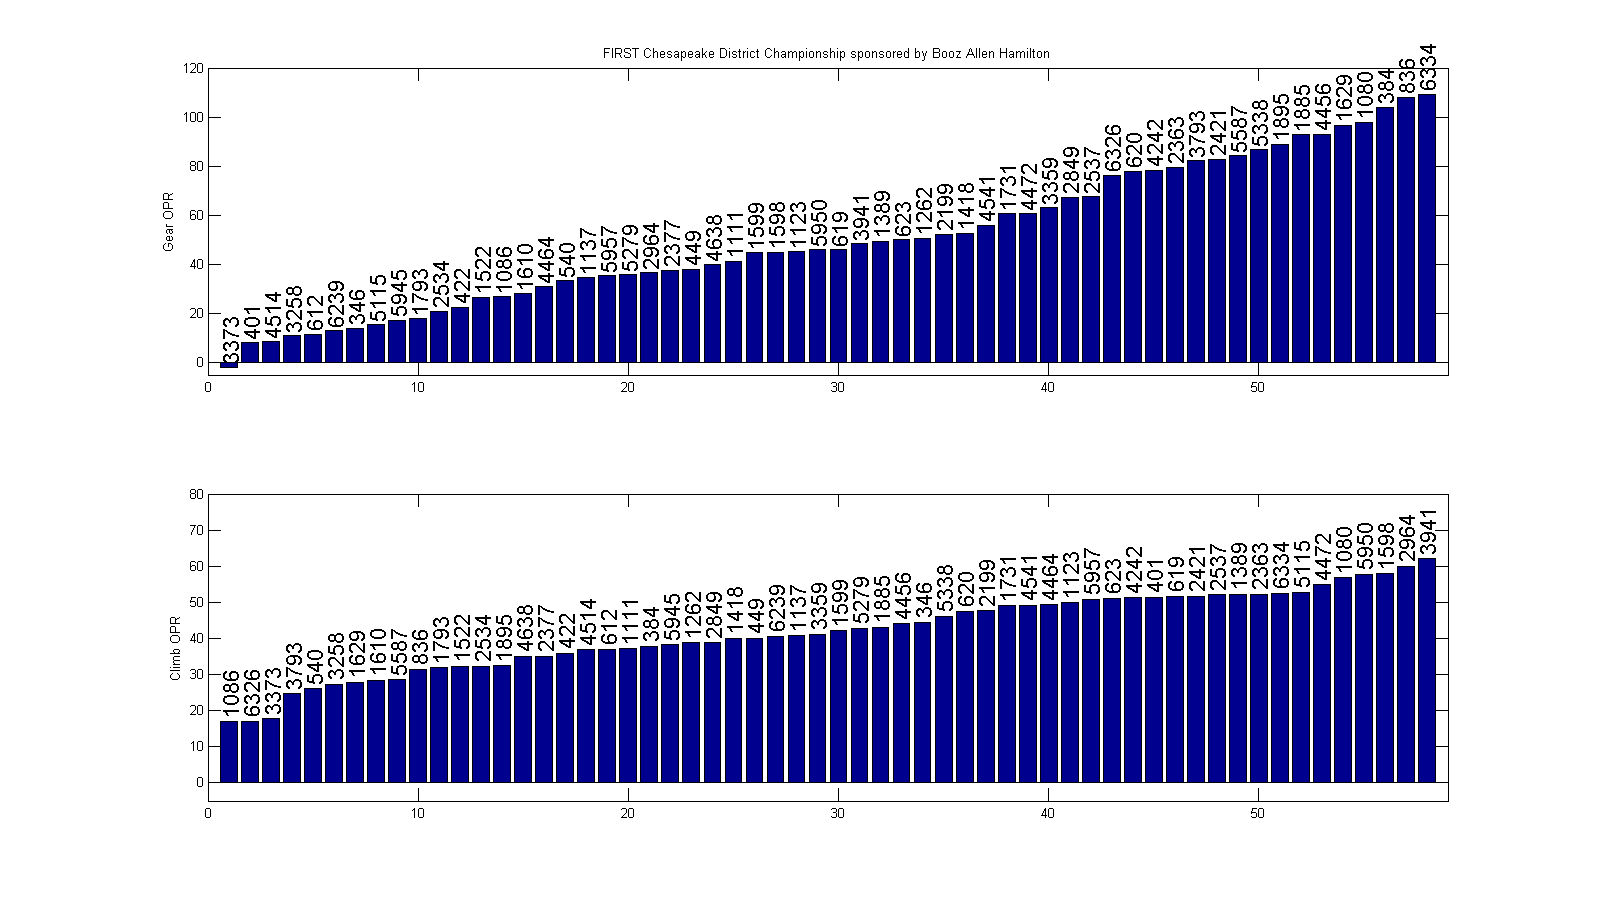 FIRST Chesapeake District Championship sponsored by Booz Allen Hamilton
Gear OPR
120
100
80
60
40
20
0
3373 401 4514 3258 612 6239 346 5115 5945 1793 2534 422 1522 1086 1610 4464 540 1137 5957 5279 2964 2377 449 4638 1111 1599 1598 1123 5950 619 3941 1389 623 1262 2199 1418 4541 1731 4472 3359 2849 2537 6326 620 4242 2363 3793 2421 5587 5338 1895 1885 4456 1629 1080 384 836 6334
0 10 20 30 40 50
Climb OPR
80
70
60
50
40
30
20
10
0
1086 6326 3373 3793 540 3258 1629 1610 5587 836 1793 1522 2534 1895 4638 2377 422 4514 612 1111 384 5945 1262 2849 1418 449 6239 1137 3359 1599 5279 1885 4456 346 5338 620 2199 1731 4541 4464 1123 5957 623 4242 401 619 2421 2537 1389 2363 6334 5115 4472 1080 5950 1598 2964 3941
0 10 20 30 40 50